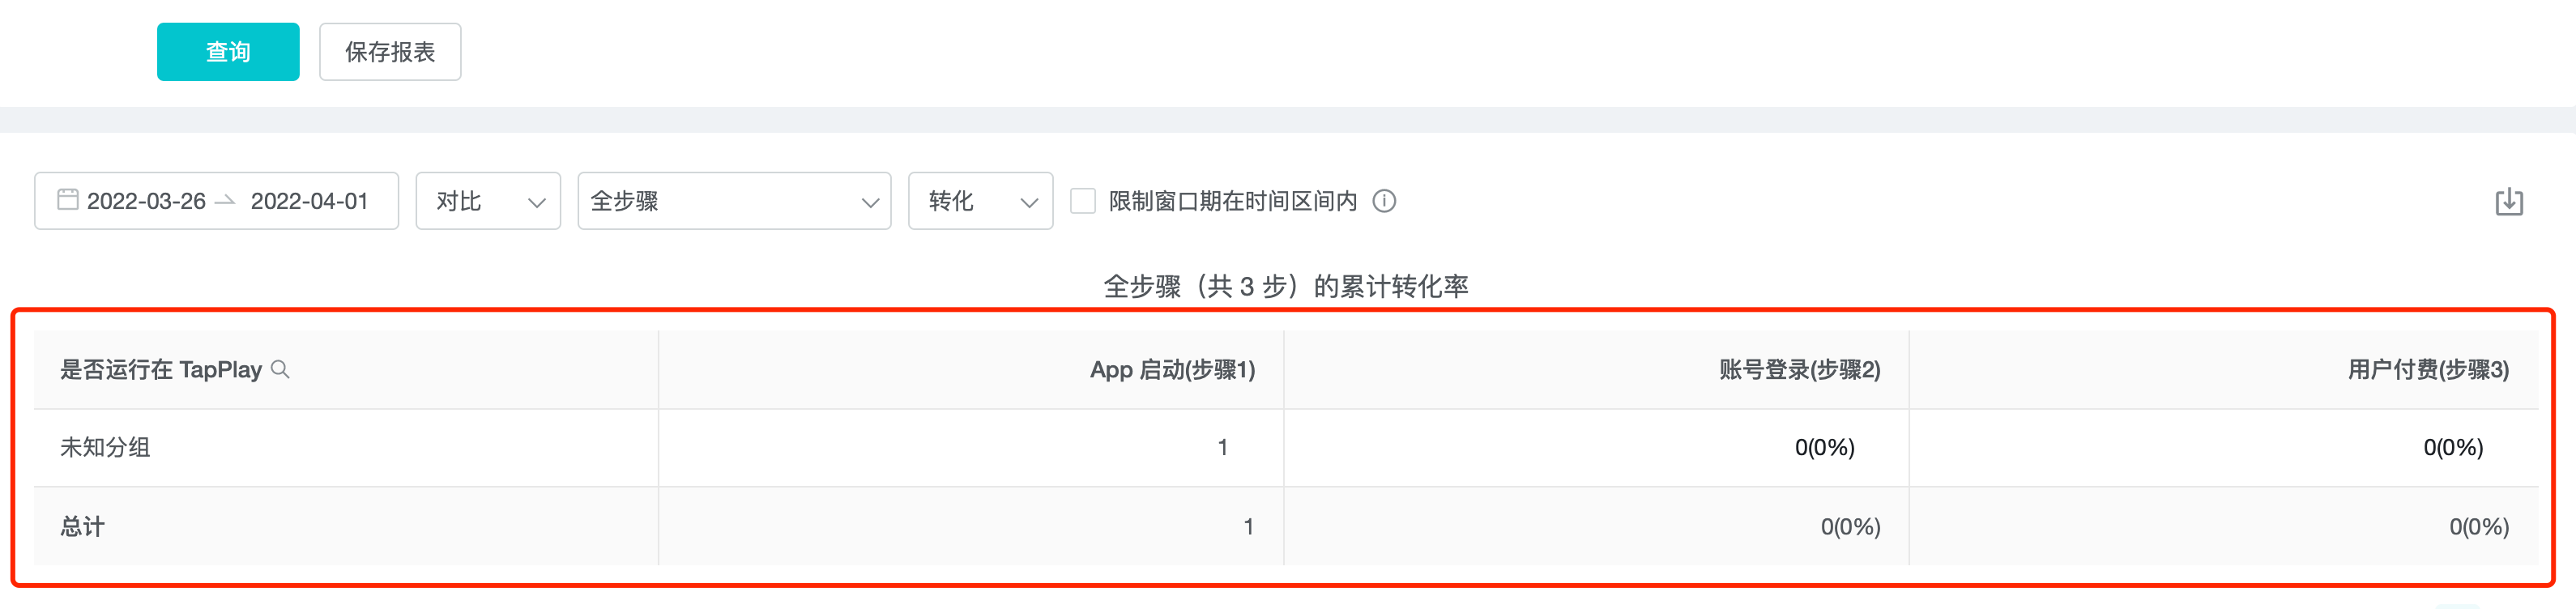 查询 保存报表
2022-03-26 2022-04-01 对比 全步骤 转化 限制窗口期在时间区间内
全步骤（共 3 步）的累计转化率
是否运行在 TapPlay App 启动(步骤1) 账号登录(步骤2) 用户付费(步骤3)
未知分组 1 0(0%) 0(0%)
总计 1 0(0%) 0(0%)